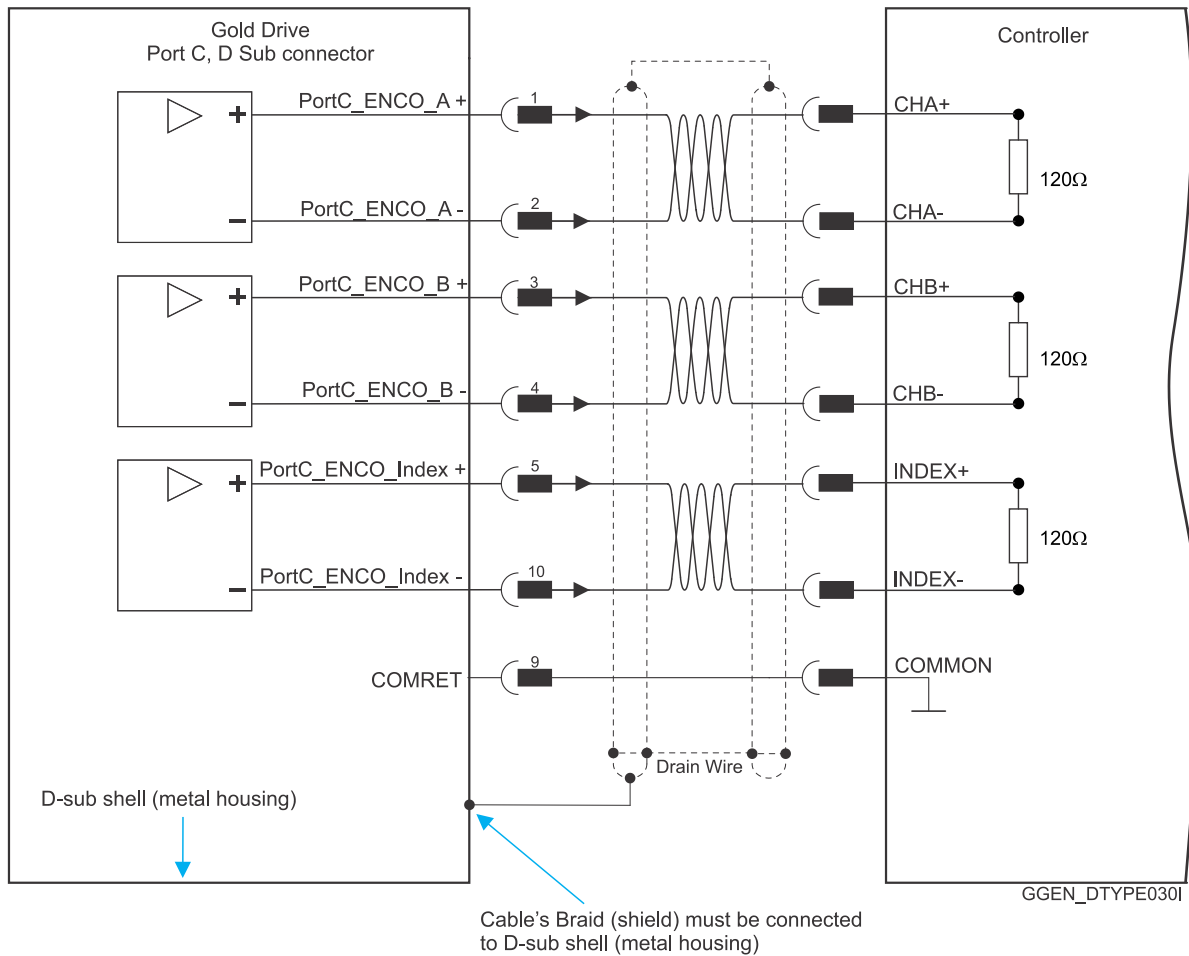 Gold Drive
Port C, D Sub connector
Controller
PortC_ENCO_A +
1
CHA+
120Ω
PortC_ENCO_A -
2
CHA-
PortC_ENCO_B +
3
CHB+
120Ω
PortC_ENCO_B -
4
CHB-
PortC_ENCO_Index +
5
INDEX+
120Ω
PortC_ENCO_Index -
10
INDEX-
COMRET
9
COMMON
Drain Wire
D-sub shell (metal housing)
GGEN_DTYPE030I
Cable's Braid (shield) must be connected
to D-sub shell (metal housing)